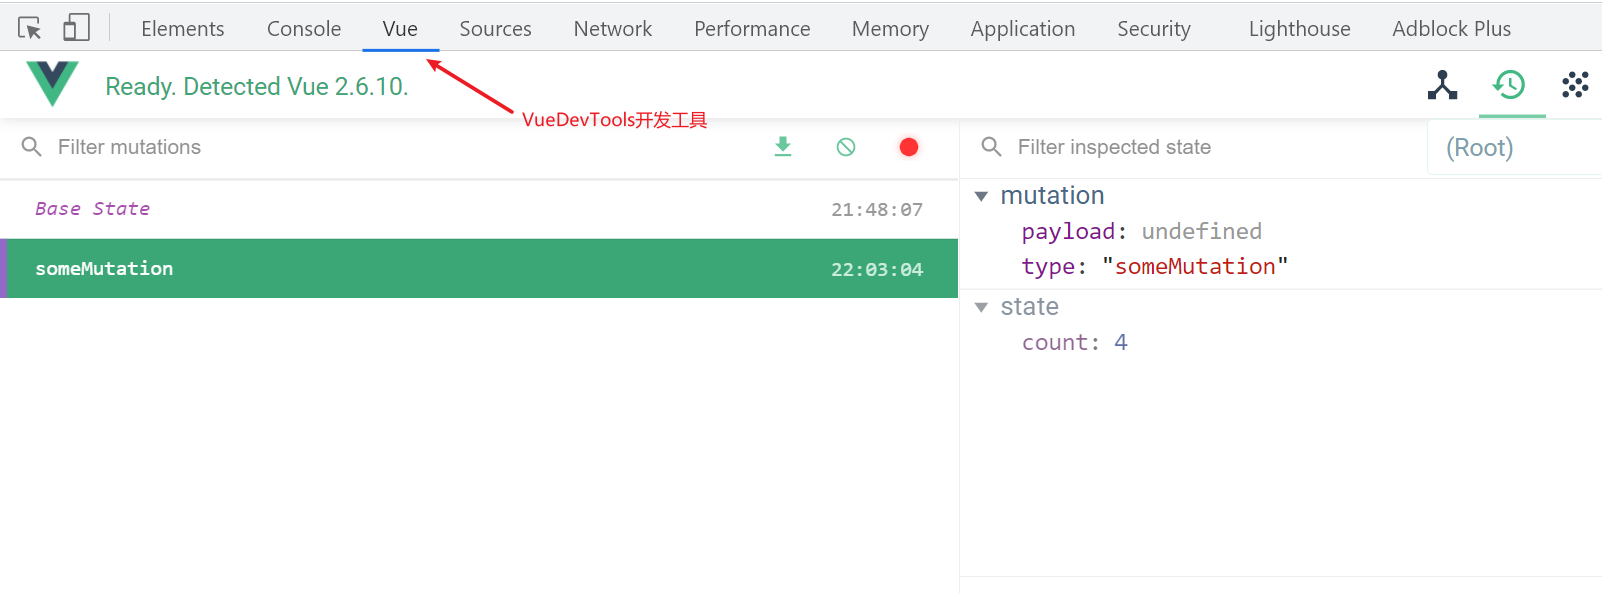 Elements Console Vue Sources Network Performance Memory Application Security Lighthouse Adblock Plus
Ready. Detected Vue 2.6.10.
VueDevTools开发工具
Filter mutations
Filter inspected state
(Root)
Base State 21:48:07
someMutation 22:03:04
mutation
payload: undefined
type: "someMutation"
state
count: 4